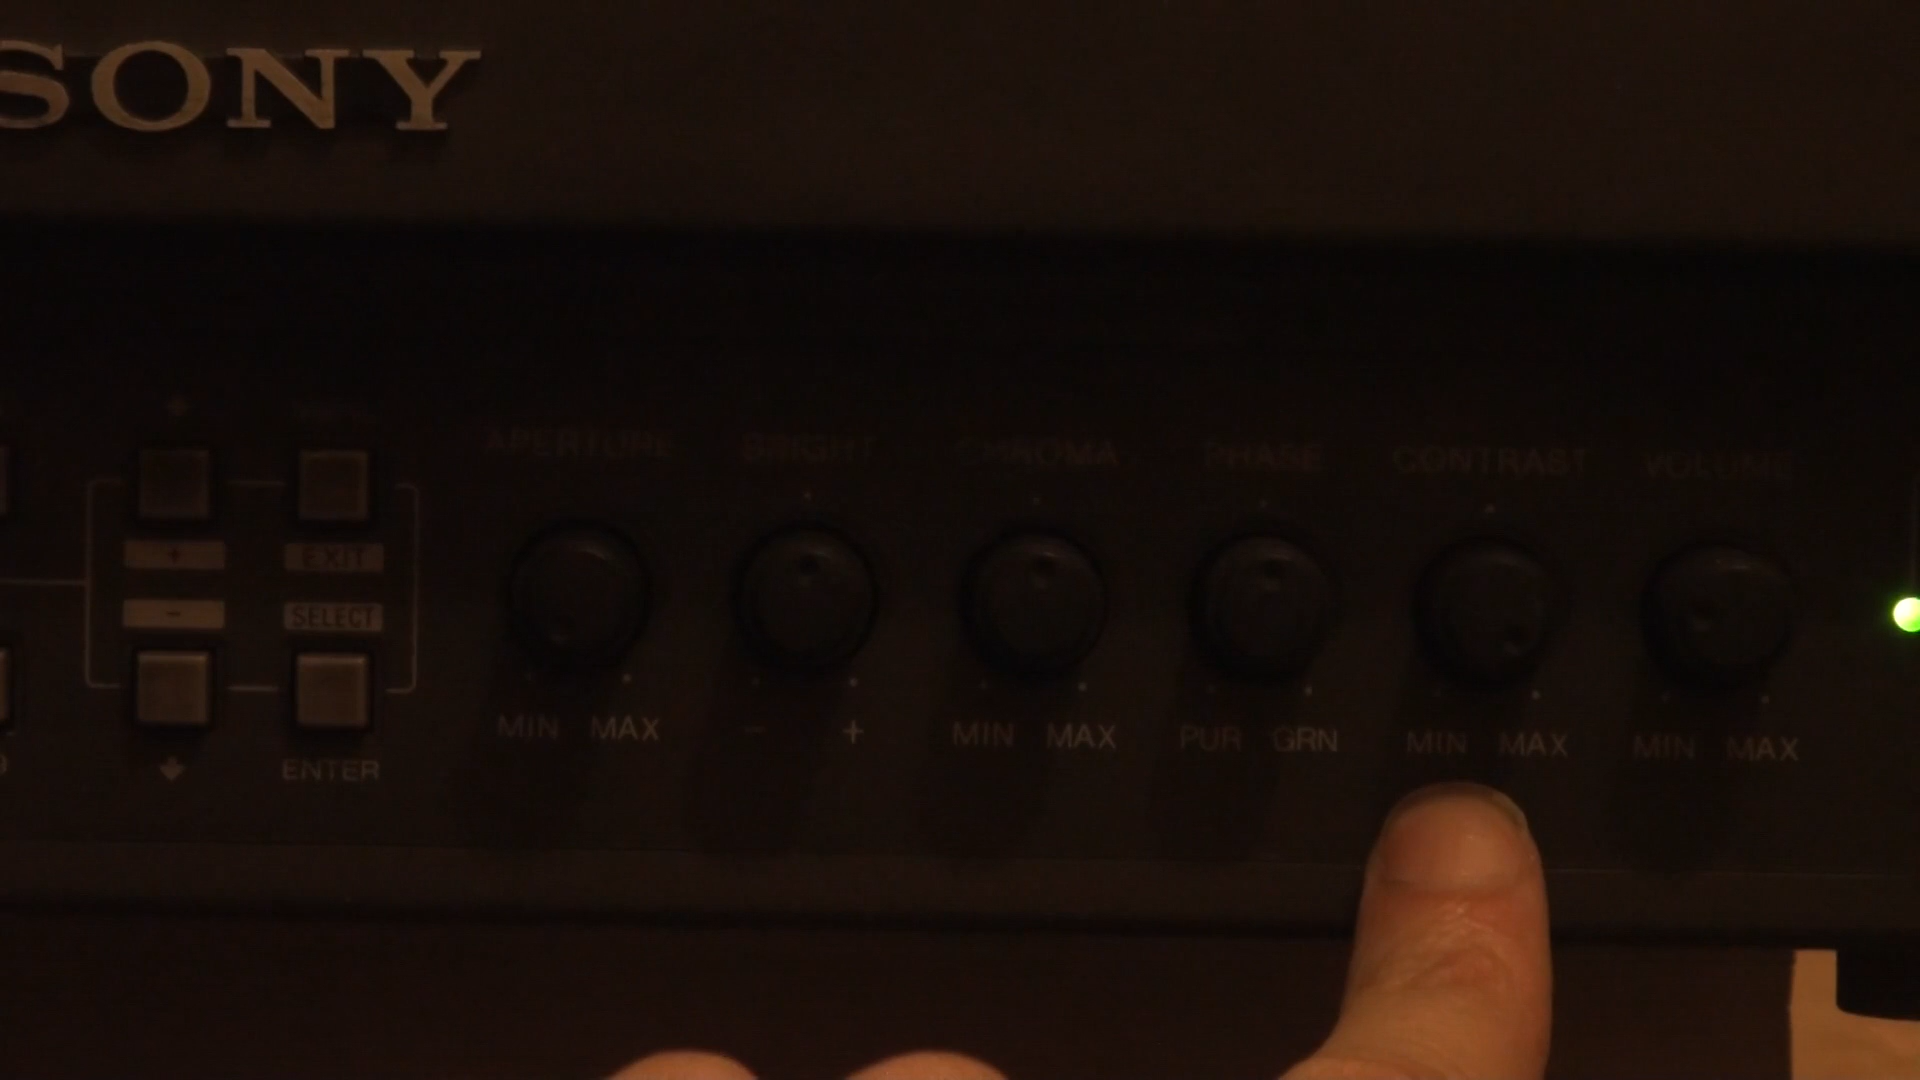 SONY
APERTURE BRIGHT CHROMA PHASE CONTRAST VOLUME
+ EXIT
- SELECT
MIN MAX - + MIN MAX PUR GRN MIN MAX MIN MAX
ENTER